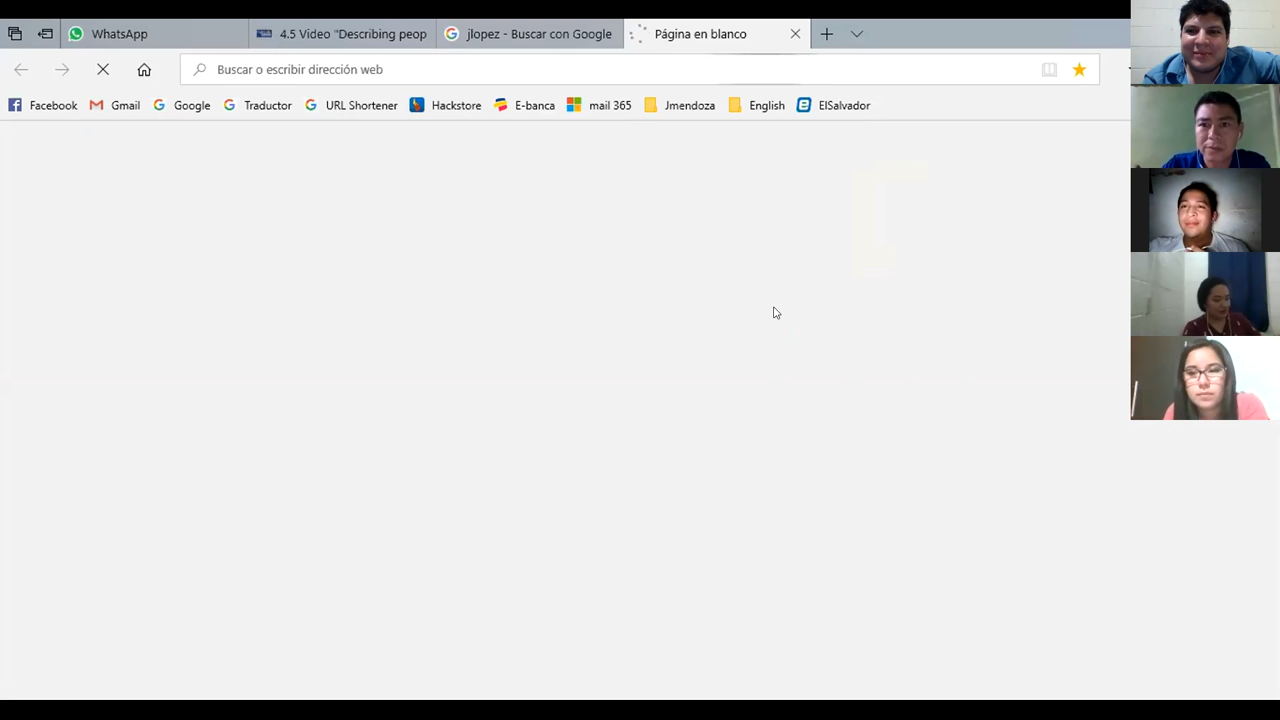 WhatsApp
4.5 Video "Describing peop
jlopez - Buscar con Google
Página en blanco
Buscar o escribir dirección web
Facebook
Gmail
Google
Traductor
URL Shortener
Hackstore
E-banca
mail 365
Jmendoza
English
ElSalvador